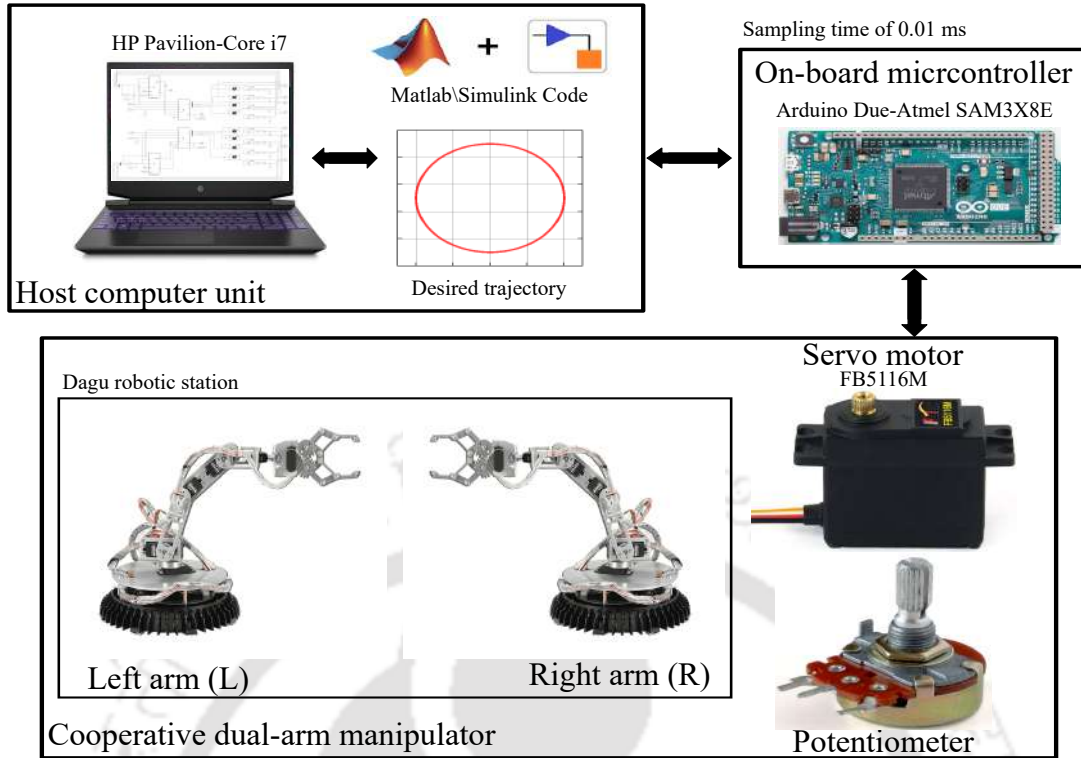 HP Pavilion-Core i7
Matlab\Simulink Code
Desired trajectory
Host computer unit
Sampling time of 0.01 ms
On-board micrcontroller
Arduino Due-Atmel SAM3X8E
Atmel
ARDUINO
Servo motor
FB5116M
Dagu robotic station
Left arm (L)
Right arm (R)
Cooperative dual-arm manipulator
Potentiometer